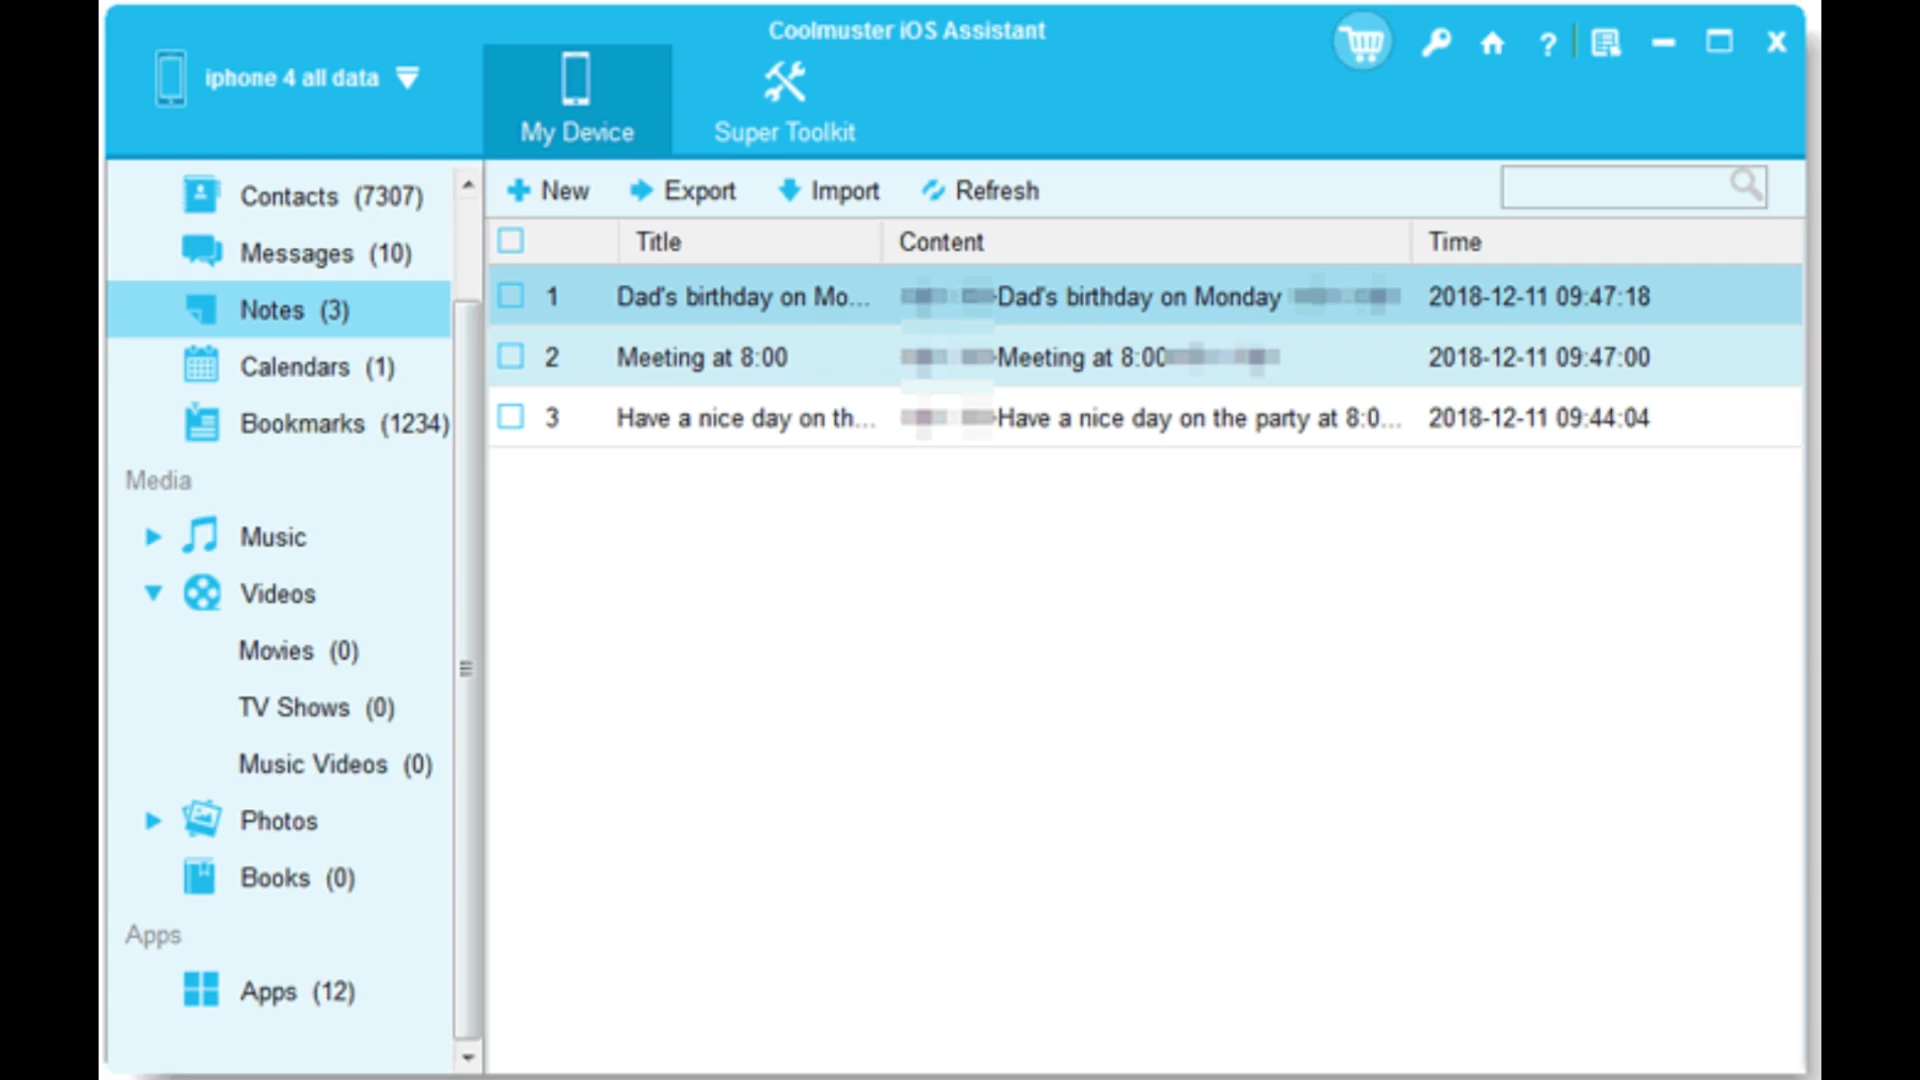 Coolmuster iOS Assistant
iphone 4 all data
My Device
Super Toolkit
?
Contacts (7307)
Messages (10)
Notes (3)
Calendars (1)
Bookmarks (1234)
Media
Music
Videos
Movies (0)
TV Shows (0)
Music Videos (0)
Photos
Books (0)
Apps
Apps (12)
New Export Import Refresh
Title Content Time
1 Dad's birthday on Mo... Dad's birthday on Monday 2018-12-11 09:47:18
2 Meeting at 8:00 Meeting at 8:00 2018-12-11 09:47:00
3 Have a nice day on th... Have a nice day on the party at 8:0... 2018-12-11 09:44:04